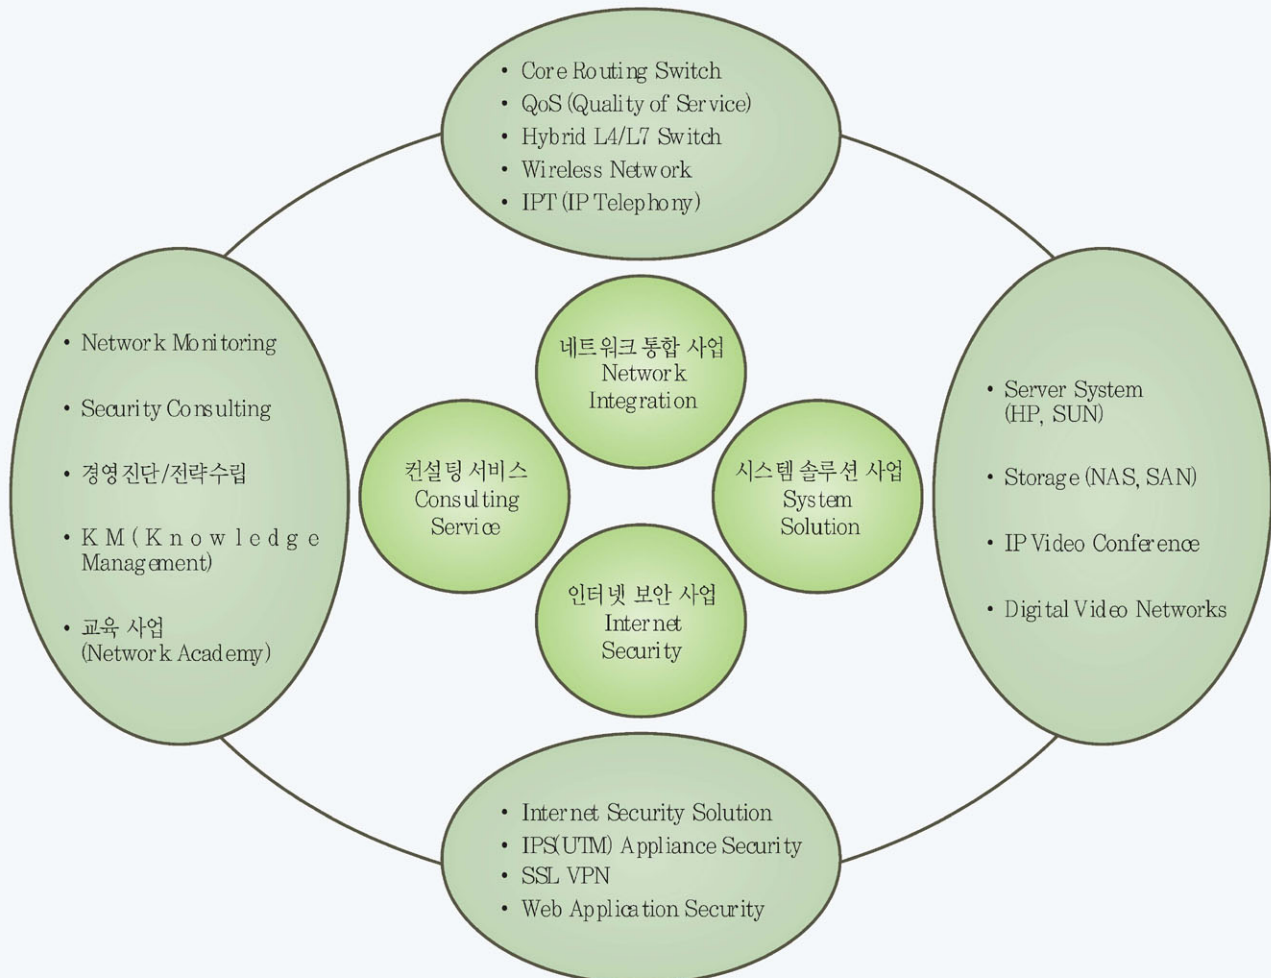 • Core Routing Switch
• QoS (Quality of Service)
• Hybrid L4/L7 Switch
• Wireless Network
• IPT (IP Telephony)
• Network Monitoring
• Security Consulting
• 경영진단/전략수립
• KM(Knowledge
Management)
• 교육 사업
(Network Academy)
네트워크 통합 사업
Network
Integration
컨설팅 서비스
Consulting
Service
시스템 솔루션 사업
System
Solution
인터넷 보안 사업
Internet
Security
• Server System
(HP, SUN)
• Storage (NAS, SAN)
• IP Video Conference
• Digital Video Networks
• Internet Security Solution
• IPS(UTM) Appliance Security
• SSL VPN
• Web Application Security